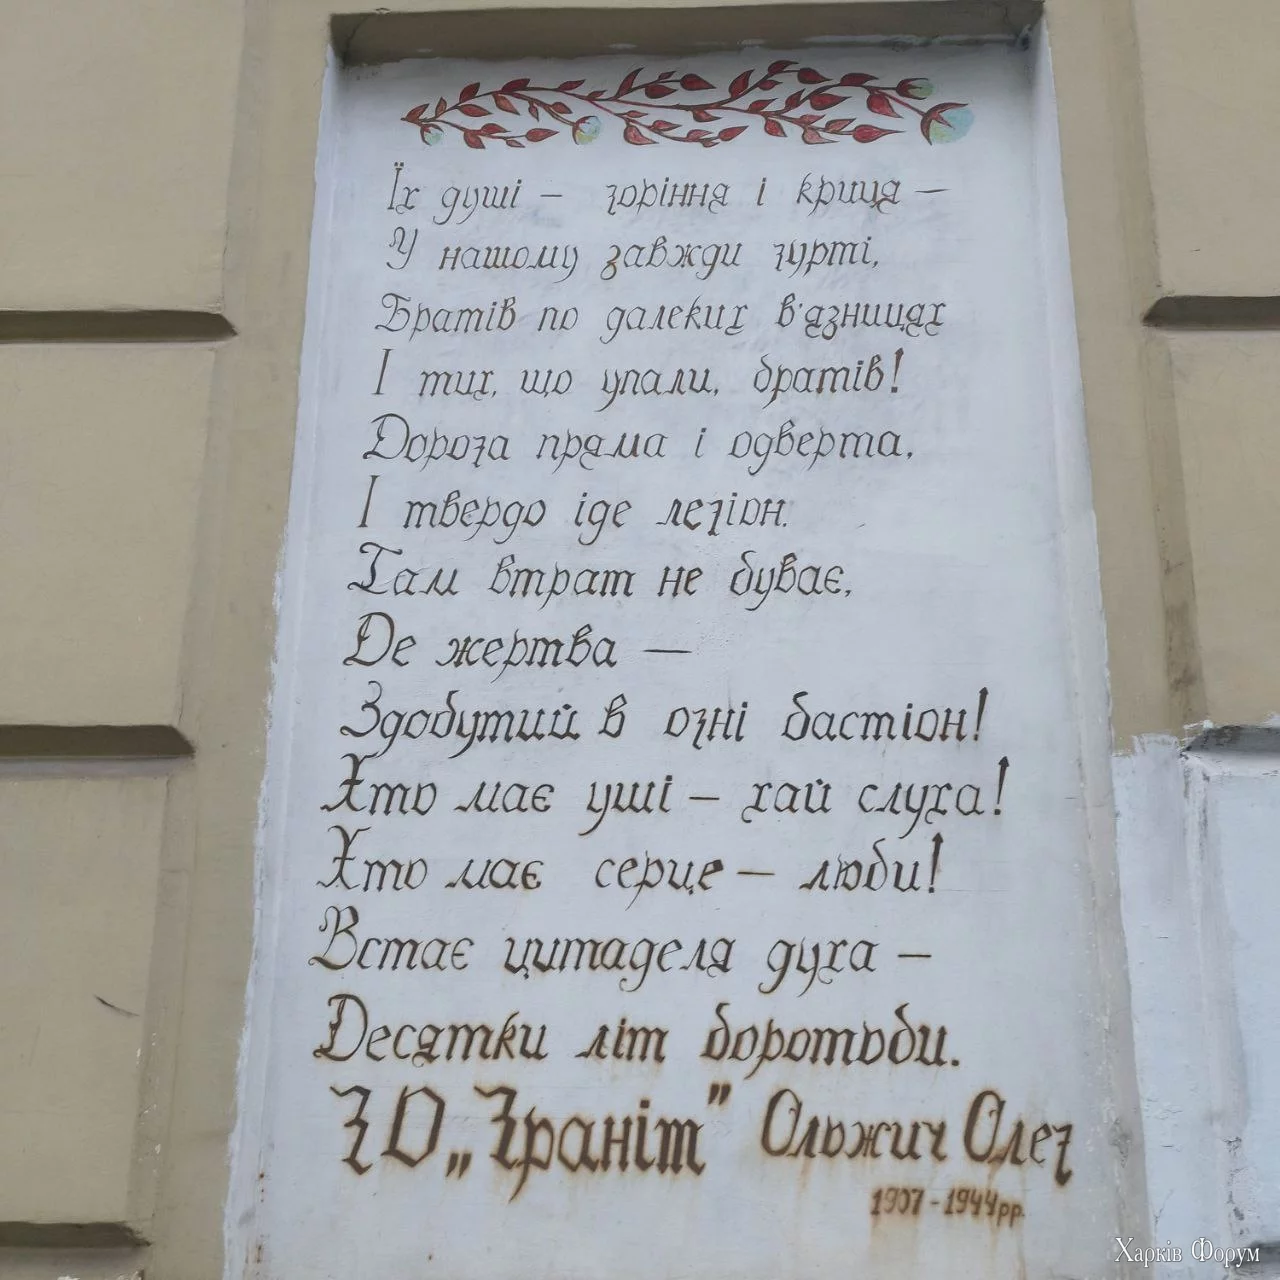 Їх душі – горіння і криця –
У нашому завжди гурті,
Братів по далеких в'язницях
І тих, що упали, братів!
Дорога пряма і одверта,
І твердо іде легіон.
Там втрат не буває,
Де жертва –
Здобутий в огні бастіон!
Хто має уші – хай слуха!
Хто має серце – люби!
Встає цитаделя духа –
Десятки літ боротьби.
ГО „Граніт” Ольжич Олег
1907-1944рр.
Харків Форум